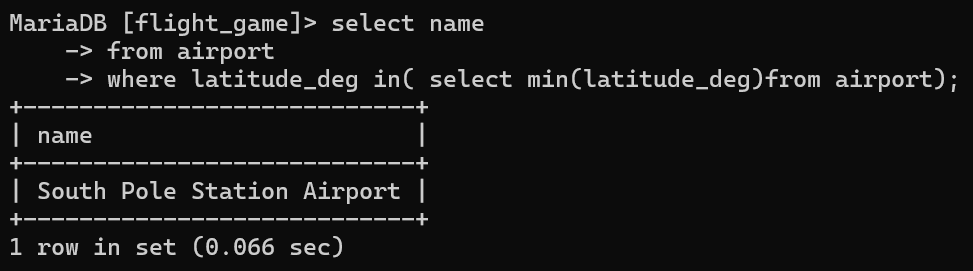 MariaDB [flight_game]> select name
    -> from airport
    -> where latitude_deg in( select min(latitude_deg)from airport);
+----------------------------+
| name                       |
+----------------------------+
| South Pole Station Airport |
+----------------------------+
1 row in set (0.066 sec)